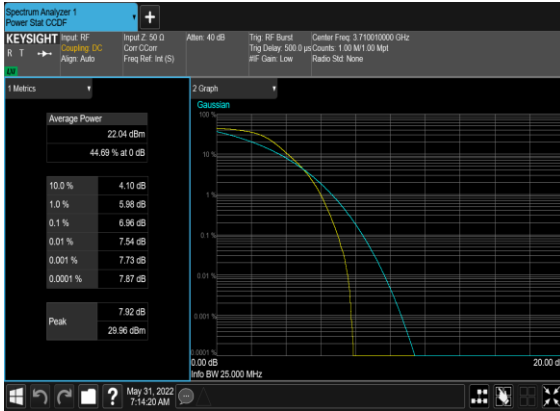 Spectrum Analyzer 1
Power Stat CCDF
+
KEYSIGHT
R T
Input: RF
Coupling: DC
Align: Auto
Input Z: 50 Ω
Corr CCorr
Freq Ref: Int (S)
Atten: 40 dB
Trig: RF Burst
Trig Delay: 500.0 µs
#IF Gain: Low
Center Freq: 3.710010000 GHz
Counts: 1.00 M/1.00 Mpt
Radio Std: None
1 Metrics
Average Power
22.04 dBm
44.69 % at 0 dB
10.0 % 4.10 dB
1.0 % 5.98 dB
0.1 % 6.96 dB
0.01 % 7.54 dB
0.001 % 7.73 dB
0.0001 % 7.87 dB
Peak
7.92 dB
29.96 dBm
2 Graph
Gaussian
100 %
10 %
1 %
0.1 %
0.01 %
0.001 %
0.0001 %
0.00 dB
20.00 d
Info BW 25.000 MHz
?
May 31, 2022
7:14:20 AM